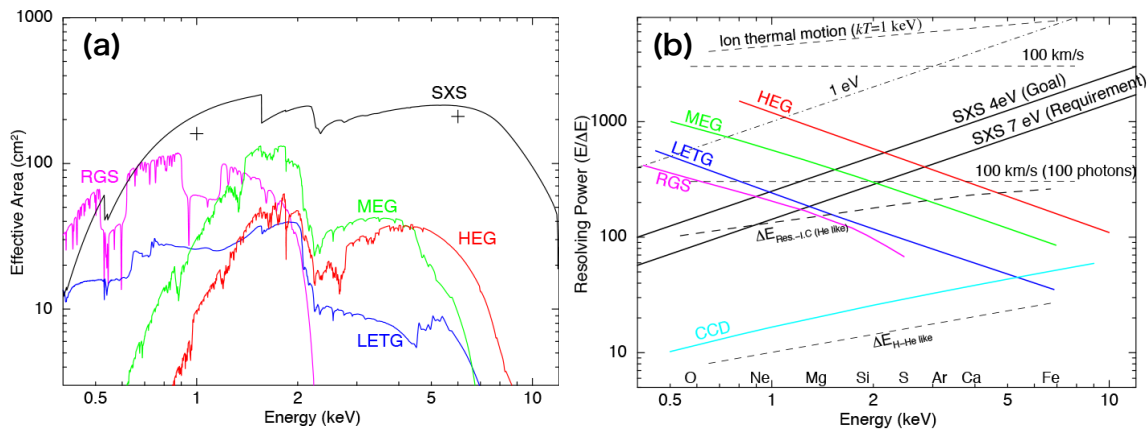 (a)
1000
100
10
Effective Area (cm²)
RGS
SXS
MEG
HEG
LETG
0.5
1
2
5
10
Energy (keV)
(b)
Ion thermal motion (kT=1 keV)
100 km/s
1 eV
SXS 4eV (Goal)
SXS 7 eV (Requirement)
HEG
MEG
LETG
RGS
100 km/s (100 photons)
ΔE Res.–I.C (He like)
CCD
ΔE H–He like
1000
100
10
Resolving Power (E/ΔE)
O Ne Mg Si S Ar Ca Fe
0.5
1
2
5
10
Energy (keV)